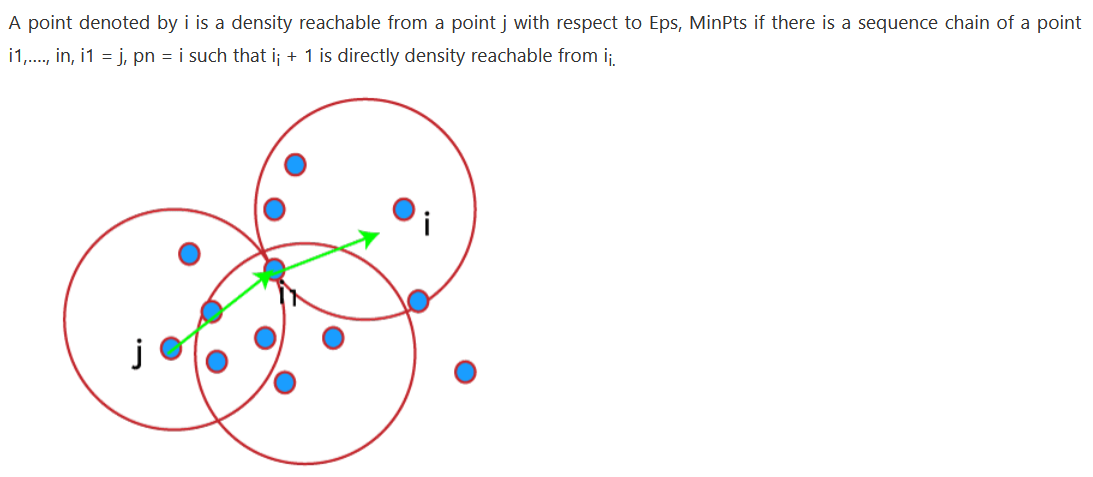 A point denoted by i is a density reachable from a point j with respect to Eps, MinPts if there is a sequence chain of a point
i1,...., in, i1 = j, pn = i such that iᵢ + 1 is directly density reachable from iᵢ.
i
i1
j